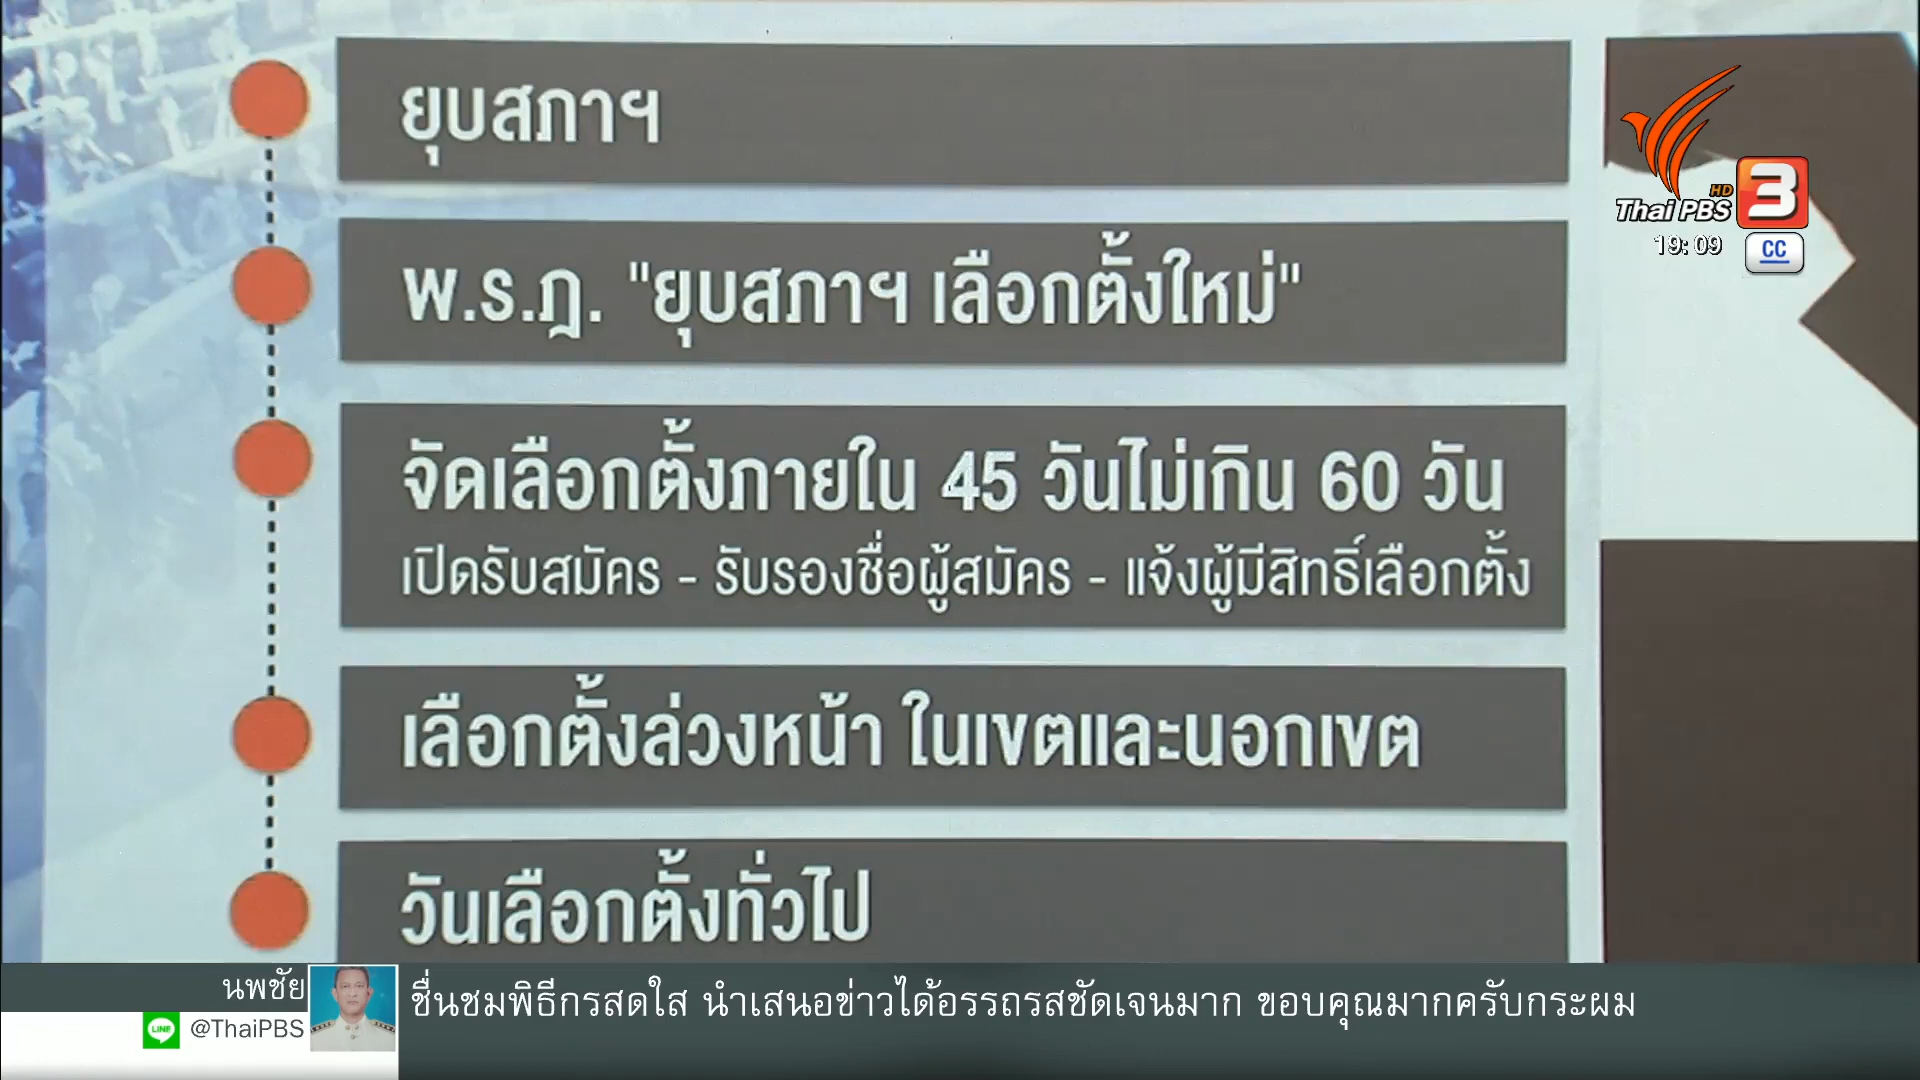 ยุบสภาฯ
พ.ร.ฎ. "ยุบสภาฯ เลือกตั้งใหม่"
จัดเลือกตั้งภายใน 45 วันไม่เกิน 60 วัน
เปิดรับสมัคร - รับรองชื่อผู้สมัคร - แจ้งผู้มีสิทธิ์เลือกตั้ง
เลือกตั้งล่วงหน้า ในเขตและนอกเขต
วันเลือกตั้งทั่วไป
HD
Thai PBS 3
19:09
CC
นพชัย
LINE @ThaiPBS
ชื่นชมพิธีกรสดใส นำเสนอข่าวได้อรรถรสชัดเจนมาก ขอบคุณมากครับกระผม